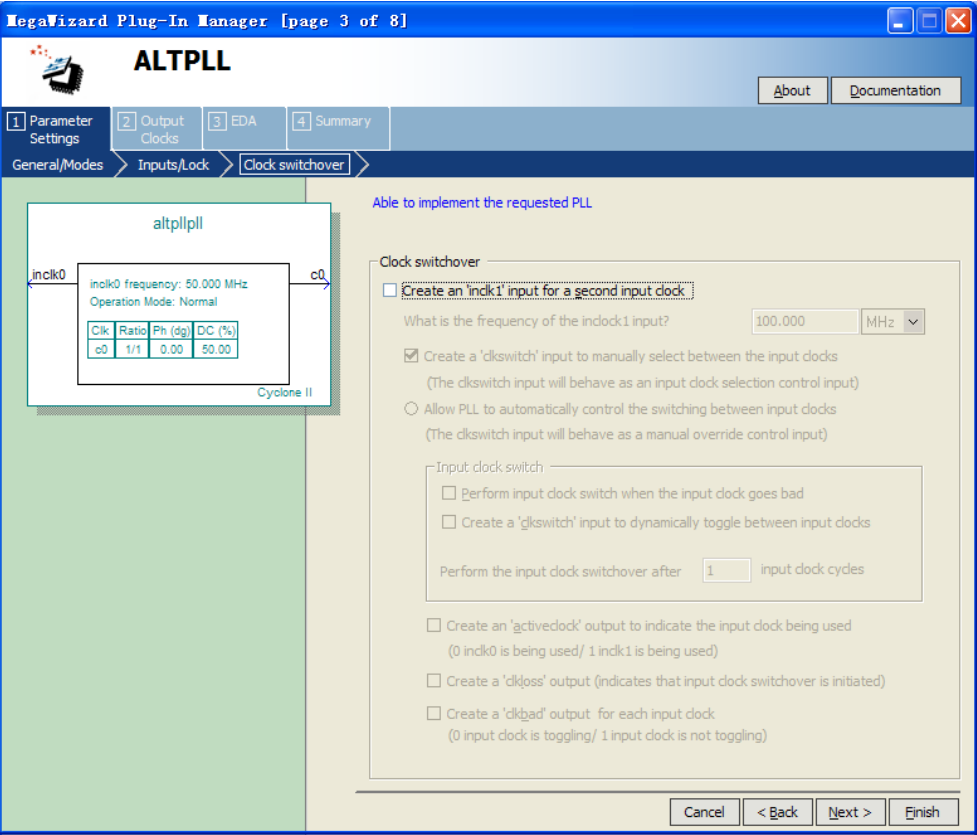 MegaWizard Plug-In Manager [page 3 of 8]
ALTPLL
About
Documentation
1 Parameter Settings
2 Output Clocks
3 EDA
4 Summary
General/Modes
Inputs/Lock
Clock switchover
altpllpll
inclk0
c0
inclk0 frequency: 50.000 MHz
Operation Mode: Normal
Clk Ratio Ph (dg) DC (%)
c0 1/1 0.00 50.00
Cyclone II
Able to implement the requested PLL
Clock switchover
Create an 'inclk1' input for a second input clock
What is the frequency of the inclock1 input? 100.000 MHz
Create a 'clkswitch' input to manually select between the input clocks
(The clkswitch input will behave as an input clock selection control input)
Allow PLL to automatically control the switching between input clocks
(The clkswitch input will behave as a manual override control input)
Input clock switch
Perform input clock switch when the input clock goes bad
Create a 'clkswitch' input to dynamically toggle between input clocks
Perform the input clock switchover after 1 input clock cycles
Create an 'activeclock' output to indicate the input clock being used
(0 inclk0 is being used/ 1 inclk1 is being used)
Create a 'clkloss' output (indicates that input clock switchover is initiated)
Create a 'clkbad' output for each input clock
(0 input clock is toggling/ 1 input clock is not toggling)
Cancel
< Back
Next >
Finish